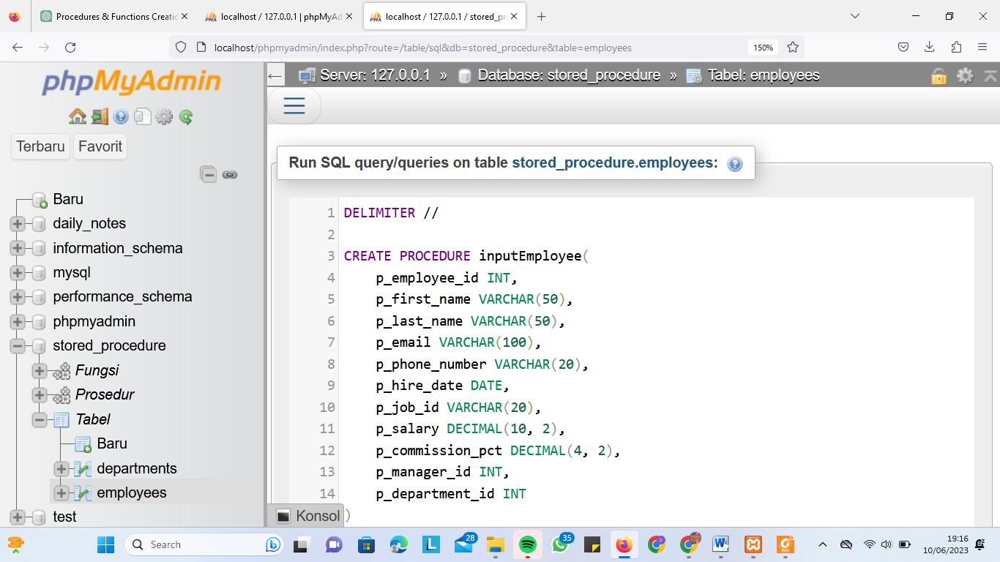 Procedures & Functions Creatio
localhost / 127.0.0.1 | phpMyAd
localhost / 127.0.0.1 / stored_pro
localhost/phpmyadmin/index.php?route=/table/sql&db=stored_procedure&table=employees
150%
phpMyAdmin
Server: 127.0.0.1 » Database: stored_procedure » Tabel: employees
Terbaru Favorit
Baru
daily_notes
information_schema
mysql
performance_schema
phpmyadmin
stored_procedure
Fungsi
Prosedur
Tabel
Baru
departments
employees
test
Run SQL query/queries on table stored_procedure.employees:
1 DELIMITER //
2
3 CREATE PROCEDURE inputEmployee(
4 p_employee_id INT,
5 p_first_name VARCHAR(50),
6 p_last_name VARCHAR(50),
7 p_email VARCHAR(100),
8 p_phone_number VARCHAR(20),
9 p_hire_date DATE,
10 p_job_id VARCHAR(20),
11 p_salary DECIMAL(10, 2),
12 p_commission_pct DECIMAL(4, 2),
13 p_manager_id INT,
14 p_department_id INT
)
Konsol
Search
28
35
19:16
10/06/2023